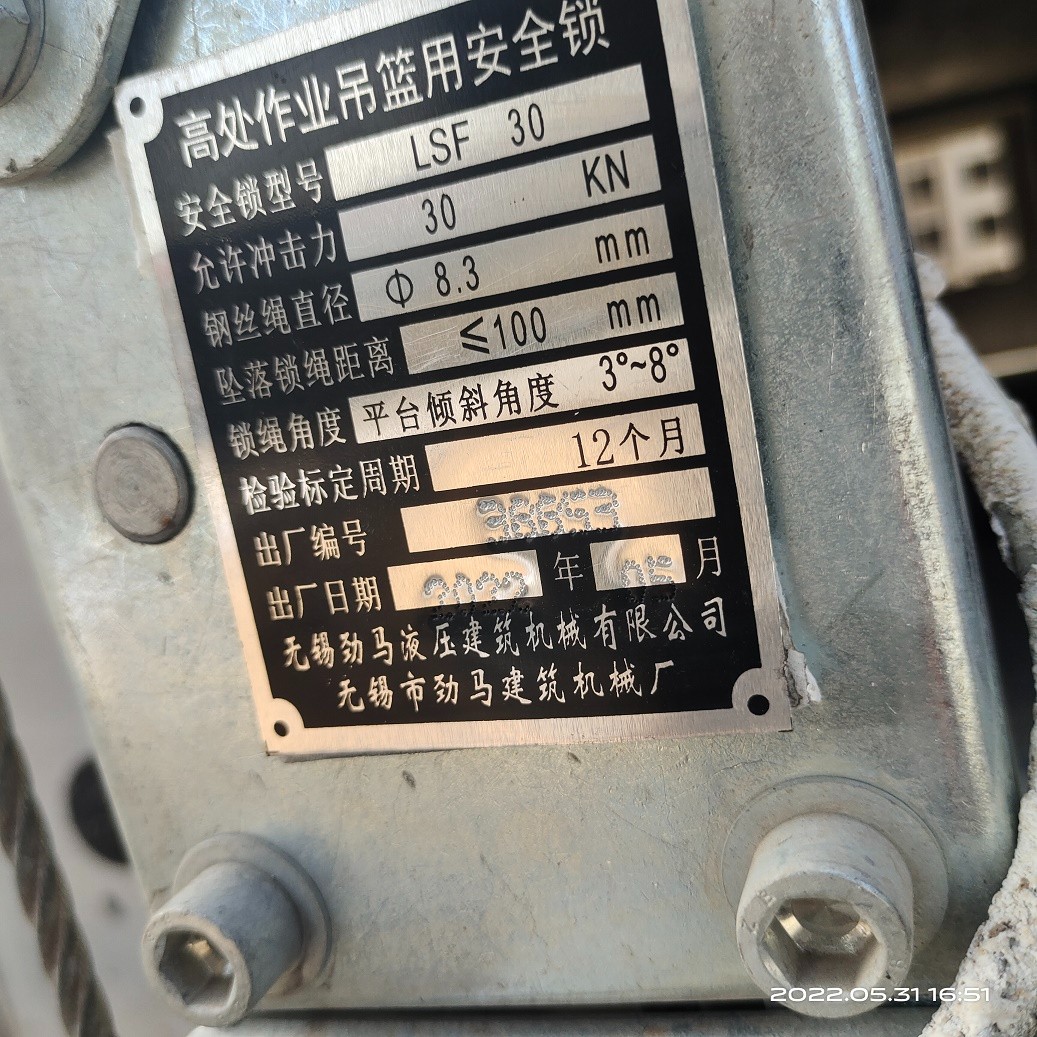 高处作业吊篮用安全锁
安全锁型号 LSF 30
允许冲击力 30 KN
钢丝绳直径 Φ 8.3 mm
坠落锁绳距离 ≤100 mm
锁绳角度 平台倾斜角度 3°~8°
检验标定周期 12个月
出厂编号 36653
出厂日期 2022 年 05 月
无锡劲马液压建筑机械有限公司
无锡市劲马建筑机械厂
2022.05.31 16:51